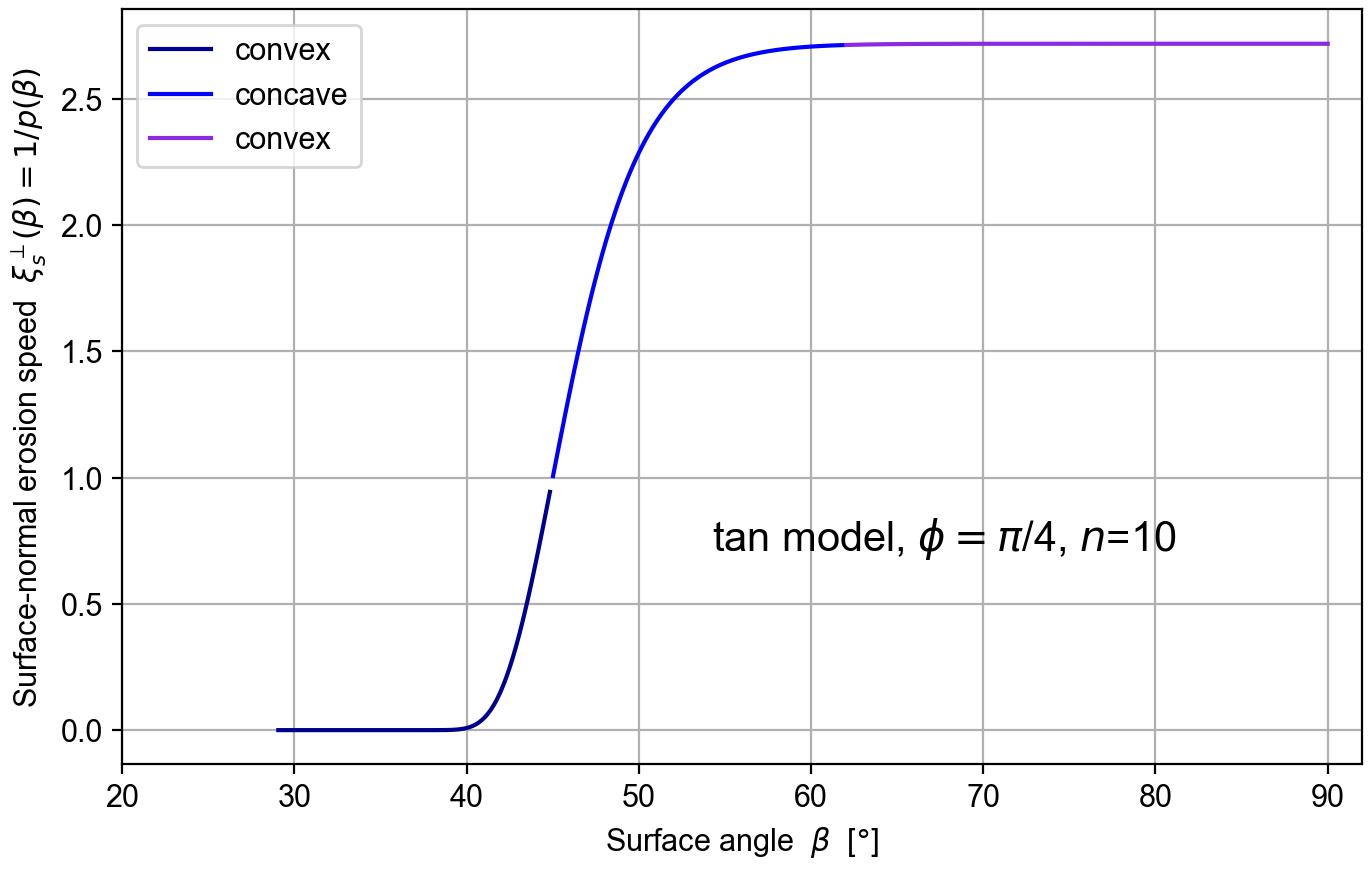 convex
concave
convex
2.5
2.0
1.5
1.0
0.5
0.0
Surface-normal erosion speed ξ_s^⊥(β) = 1/p(β)
tan model, ϕ = π/4, n=10
20 30 40 50 60 70 80 90
Surface angle β [°]